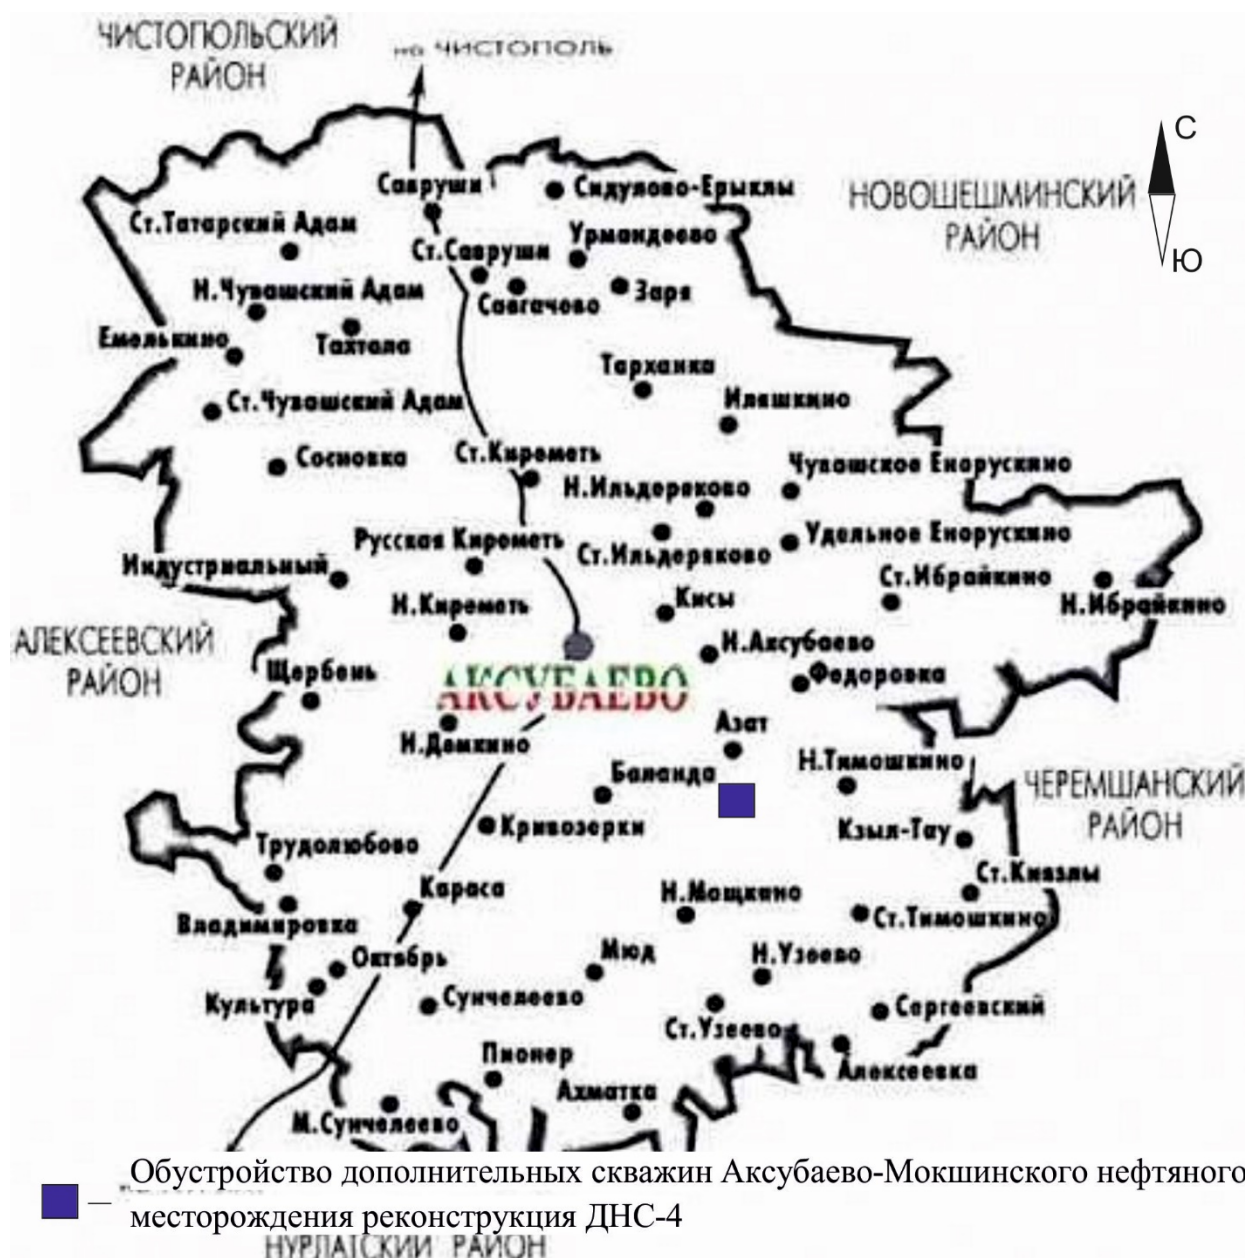 ЧИСТОПОЛЬСКИЙ
РАЙОН
на ЧИСТОПОЛЬ
С
Ю
НОВОШЕШМИНСКИЙ
РАЙОН
Савруши
Сидулово-Ерыклы
Ст.Татарский Адам
Урмандеево
Ст.Савруши
Н.Чувашский Адам
Савгачево
Заря
Емелькино
Тахтала
Тарханка
Ст.Чувашский Адам
Иляшкино
Сосновка
Ст.Киреметь
Чувашское Енорускино
Н.Ильдеряково
Русская Киреметь
Ст.Ильдеряково
Удельное Енорускино
Индустриальный
Ст.Ибрайкино
Н.Киреметь
Кисы
Н.Ибрайкино
АЛЕКСЕЕВСКИЙ
РАЙОН
Н.Аксубаево
Щербень
АКСУБАЕВО
Федоровка
Азат
Н.Демкино
Баланда
Н.Тимошкино
ЧЕРЕМШАНСКИЙ
РАЙОН
Кривозерки
Кзыл-Тау
Трудолюбово
Караса
Н.Мащкино
Ст.Киязлы
Владимировка
Ст.Тимошкино
Октябрь
Мюд
Н.Узеево
Культура
Сунчелеево
Сергеевский
Ст.Узеево
Пионер
Алексеевка
Ахматка
М.Сунчелеево
– Обустройство дополнительных скважин Аксубаево-Мокшинского нефтяного
месторождения реконструкция ДНС-4
НУРЛАТСКИЙ РАЙОН